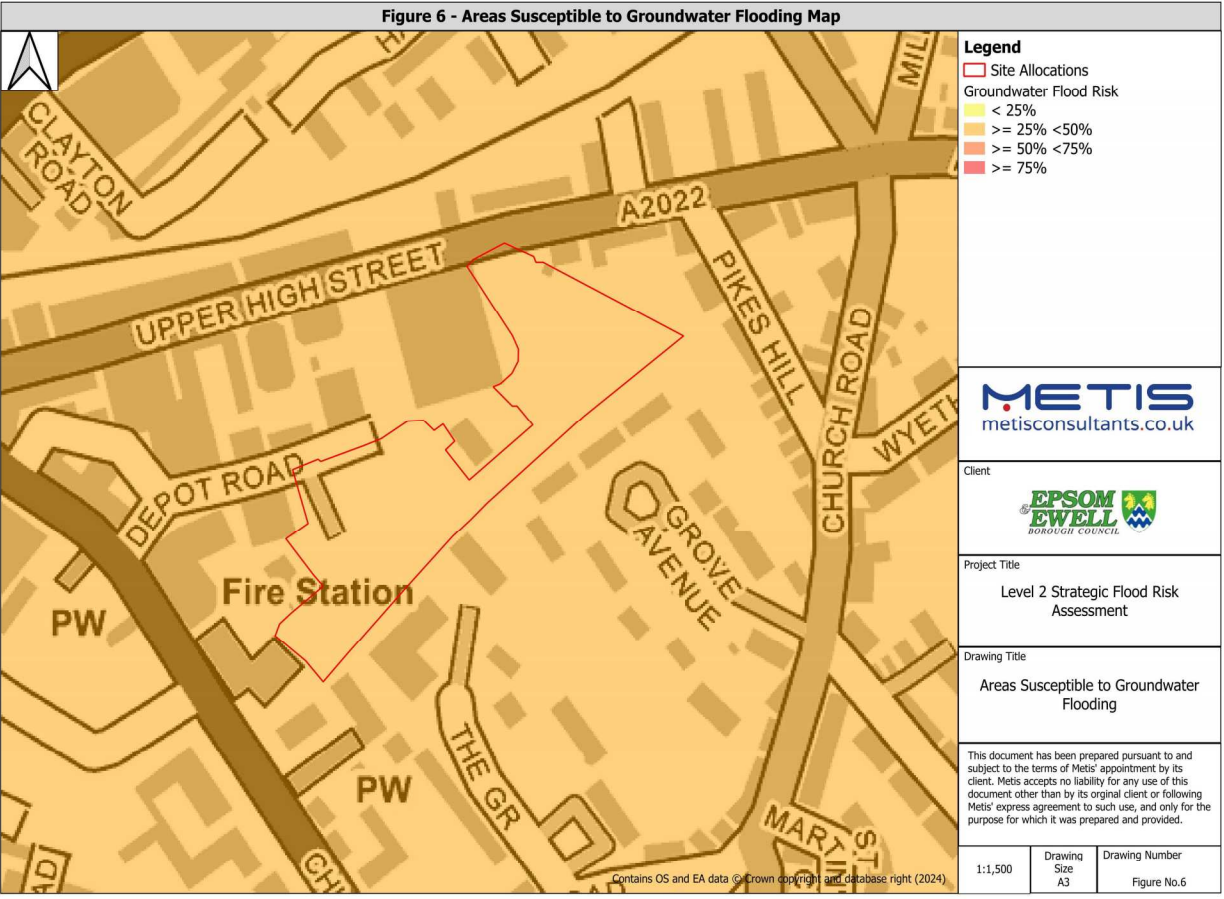 Figure 6 - Areas Susceptible to Groundwater Flooding Map
HA
MILL
CLAYTON
ROAD
A2022
UPPER HIGH STREET
PIKES HILL
CHURCH ROAD
WYETH
DEPOT ROAD
GROVE
AVENUE
Fire Station
PW
THE GR
PW
MARTIN
ST
C
CHU
AD
Contains OS and EA data © Crown copyright and database right (2024)
Legend
Site Allocations
Groundwater Flood Risk
< 25%
>= 25% <50%
>= 50% <75%
>= 75%
METIS
metisconsultants.co.uk
Client
EPSOM
& EWELL
BOROUGH COUNCIL
Project Title
Level 2 Strategic Flood Risk
Assessment
Drawing Title
Areas Susceptible to Groundwater
Flooding
This document has been prepared pursuant to and
subject to the terms of Metis' appointment by its
client. Metis accepts no liability for any use of this
document other than by its orginal client or following
Metis' express agreement to such use, and only for the
purpose for which it was prepared and provided.
1:1,500
Drawing
Size
A3
Drawing Number
Figure No.6